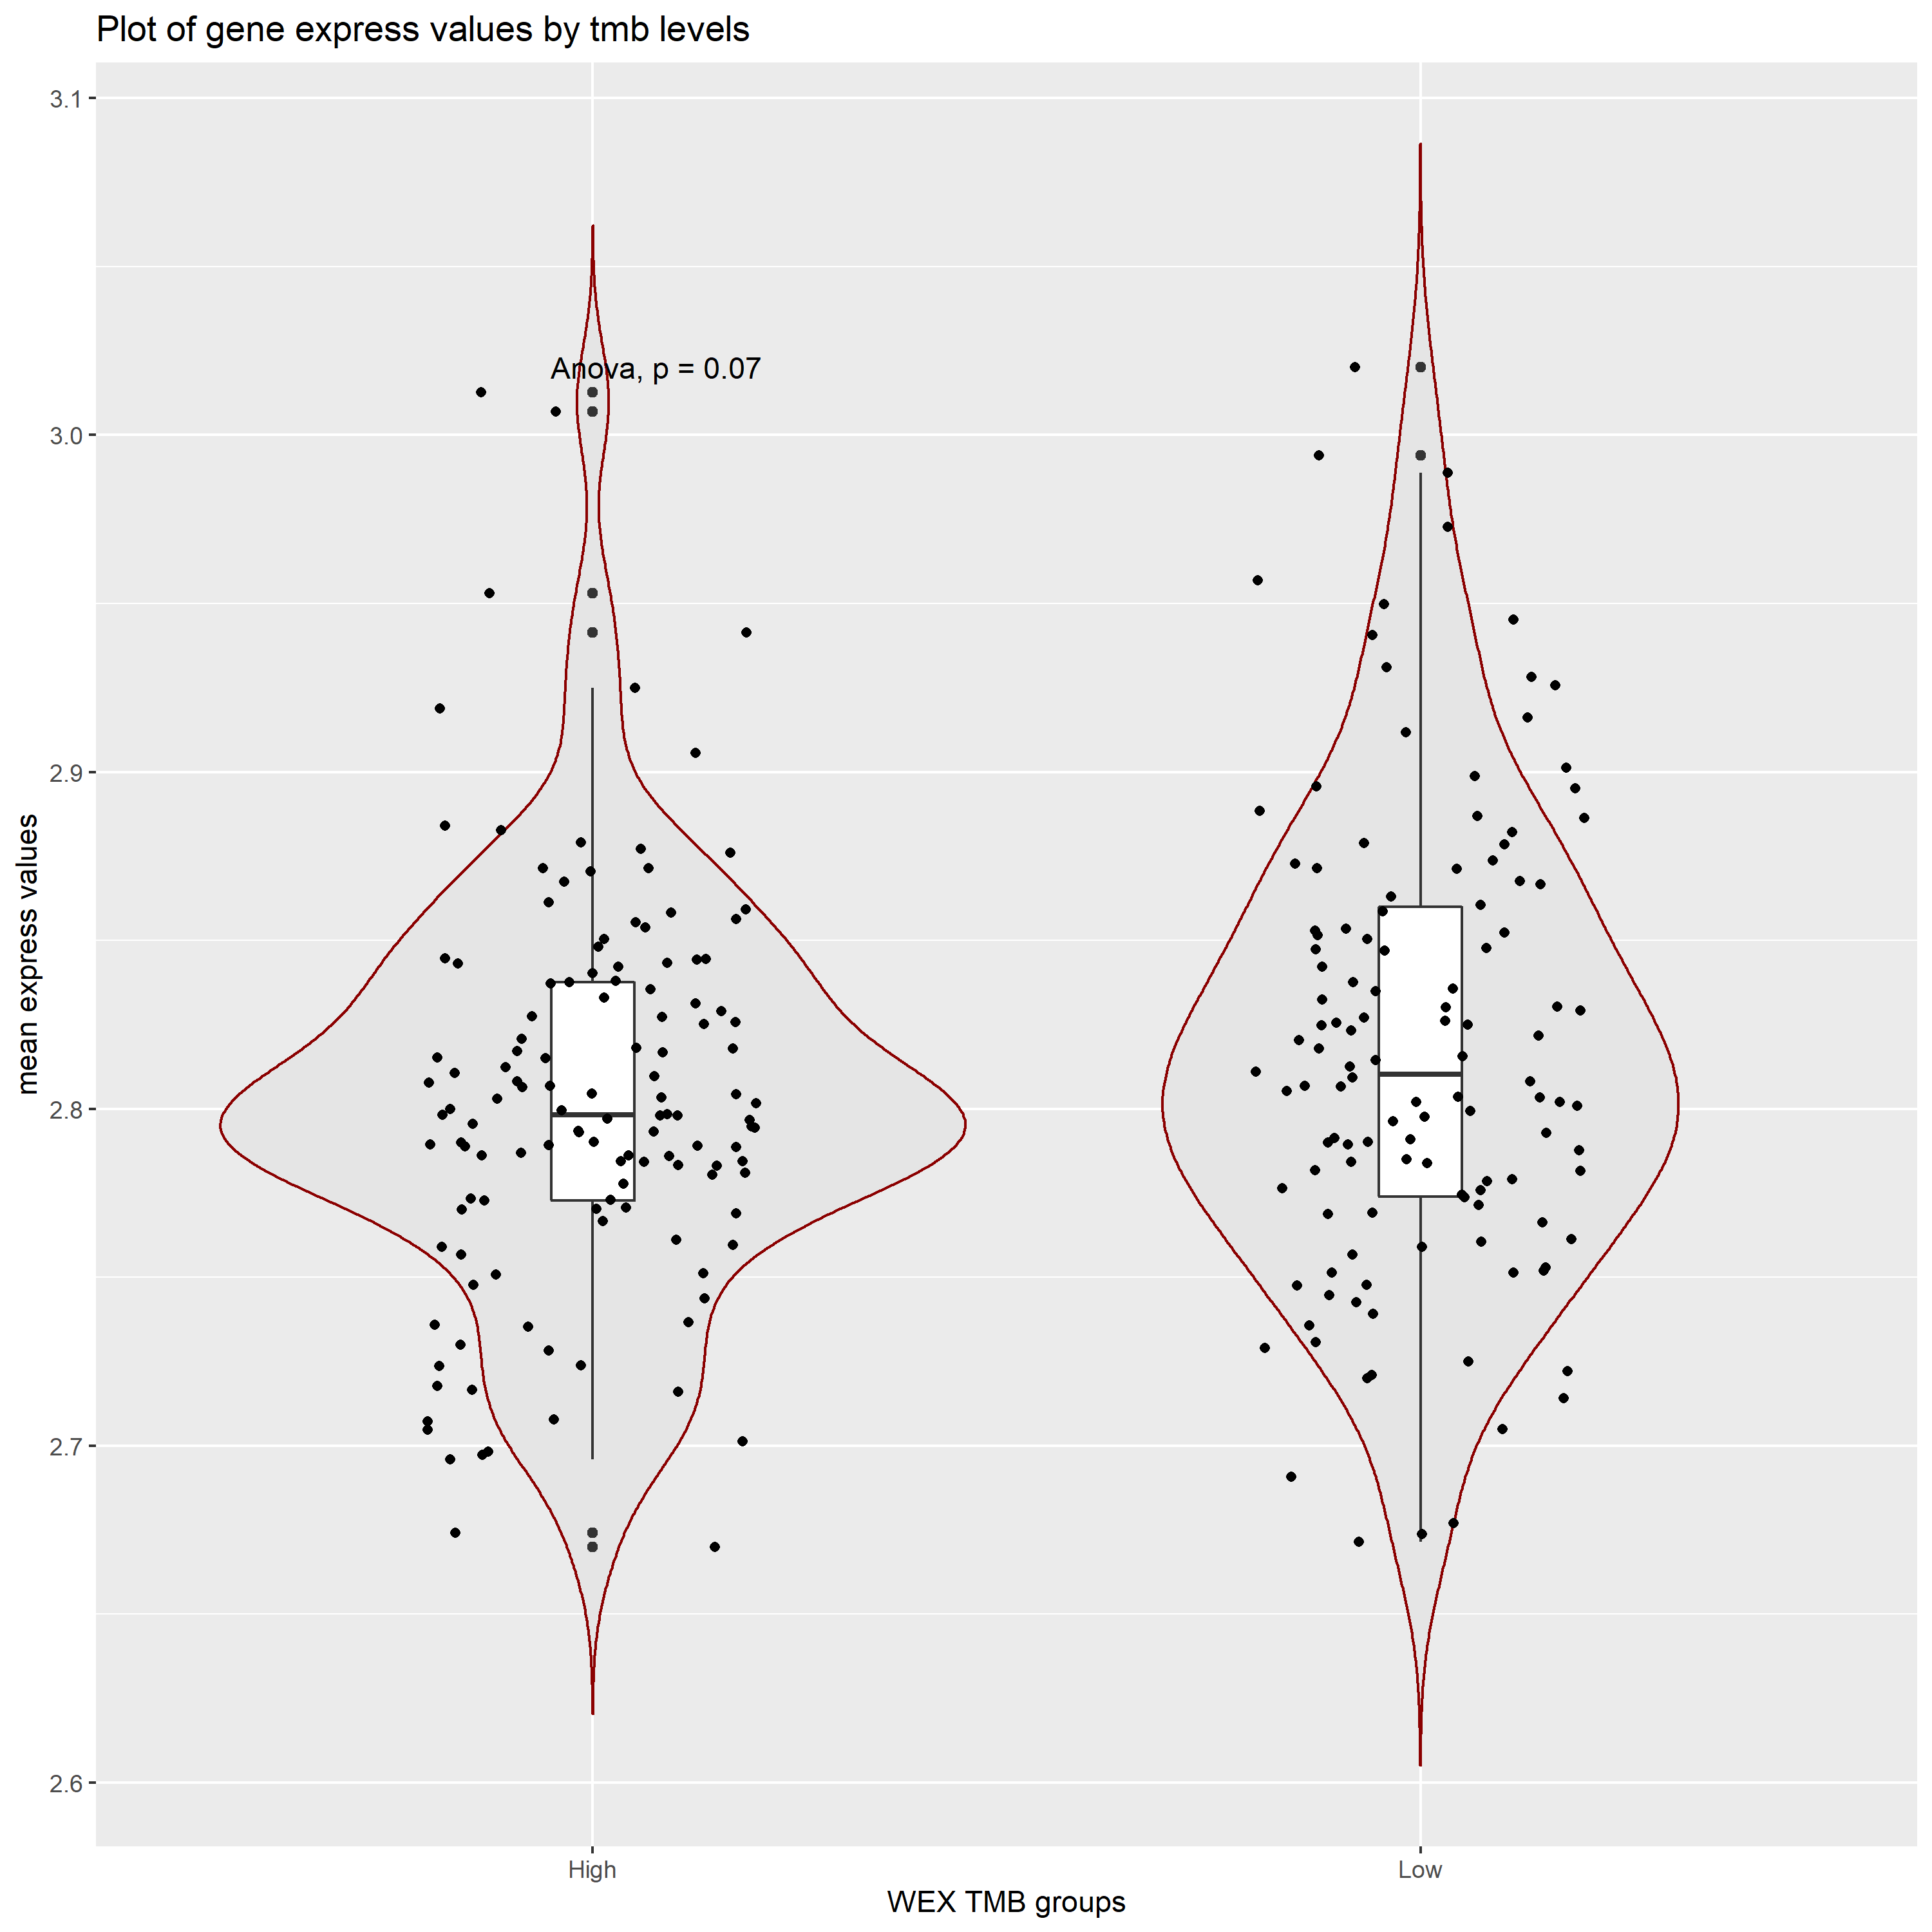 Plot of gene express values by tmb levels
3.1
Anova, p = 0.07
3.0
2.9
mean express values
2.8
2.7
2.6
High
Low
WEX TMB groups